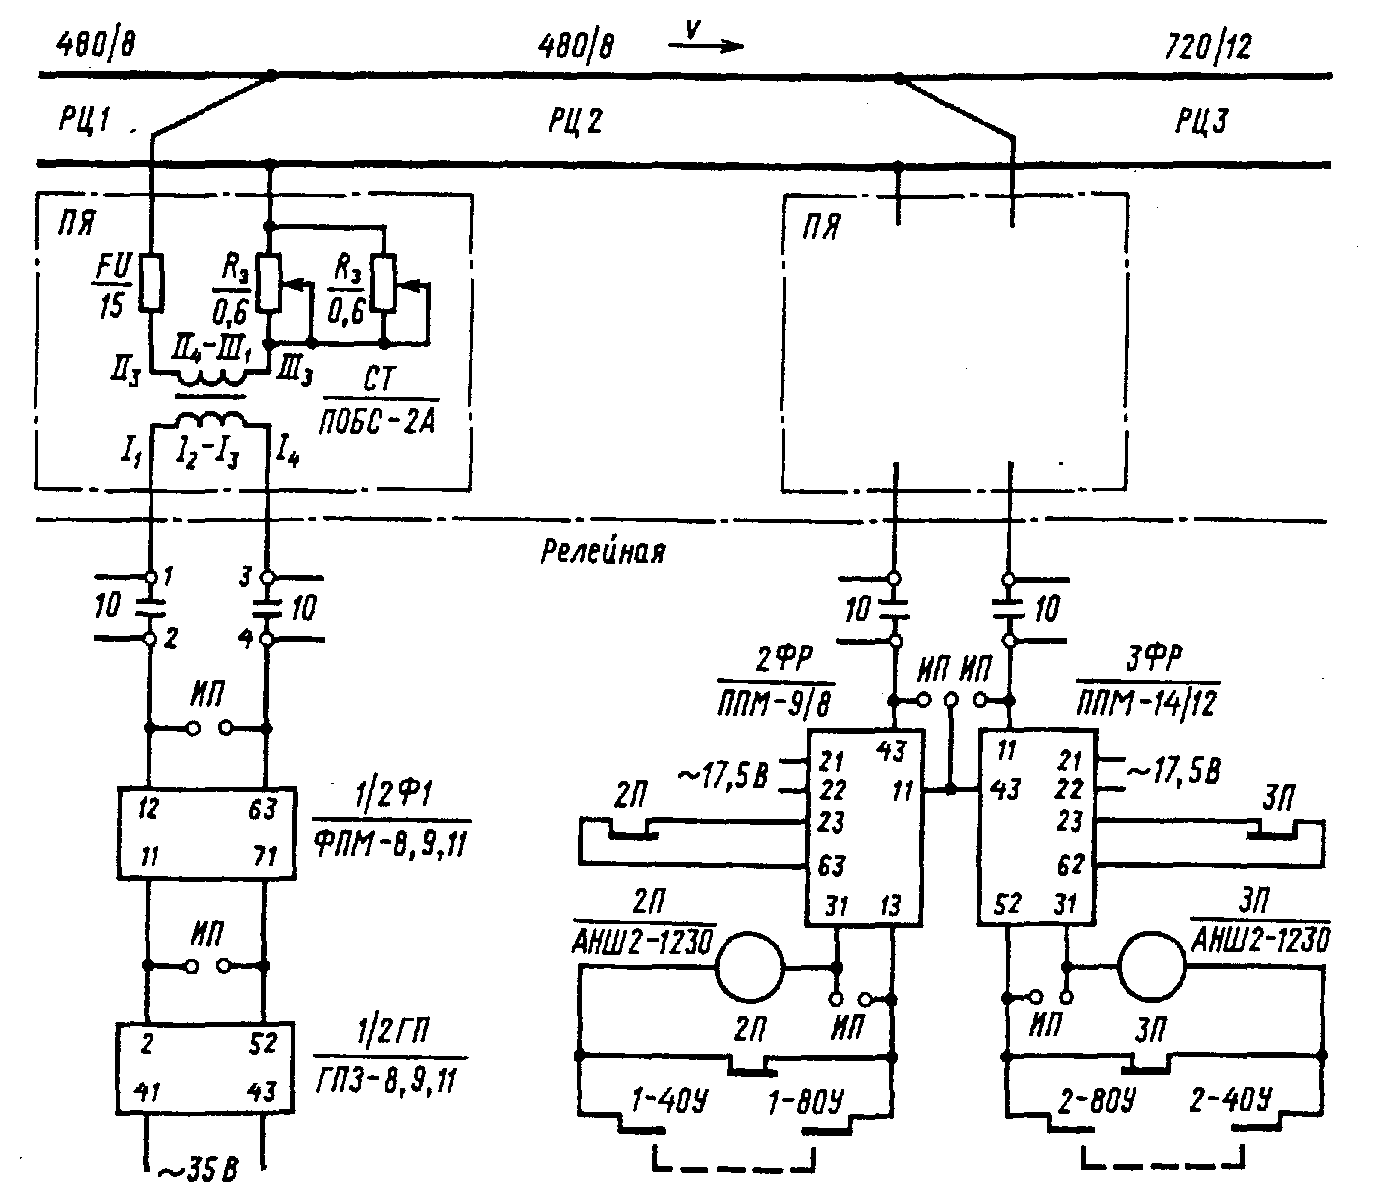 480/8
480/8
V
720/12
РЦ1
РЦ2
РЦ3
ПЯ
ПЯ
FU
15
R₃
0,6
R₃
0,6
II₄-III₁
II₃
III₃
СТ
ПОБС-2А
I₁
I₂-I₃
I₄
Релейная
1
3
10
10
2
4
10
10
ИП
2ФР
ППМ-9/8
ИП
ИП
3ФР
ППМ-14/12
12
63
11
71
1/2Ф1
ФПМ-8,9,11
~17,5В
21
22
23
63
31
13
43
11
11
43
52
31
21
22
23
62
~17,5В
2П
3П
ИП
2П
АНШ2-1230
3П
АНШ2-1230
2
52
41
43
1/2ГП
ГПЗ-8,9,11
ИП
ИП
2П
3П
1-40У
1-80У
2-80У
2-40У
~35В